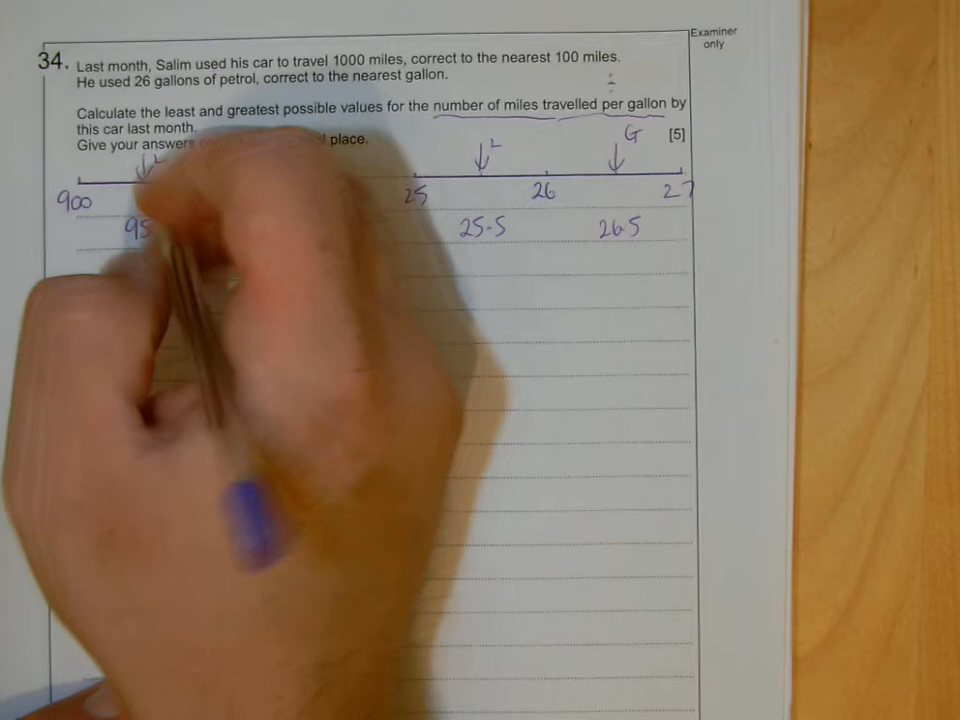 Examiner
only
34. Last month, Salim used his car to travel 1000 miles, correct to the nearest 100 miles.
He used 26 gallons of petrol, correct to the nearest gallon.
÷
Calculate the least and greatest possible values for the number of miles travelled per gallon by
this car last month.
Give your answers place. [5]
L L G
900 25 26 27
95 25.5 26.5